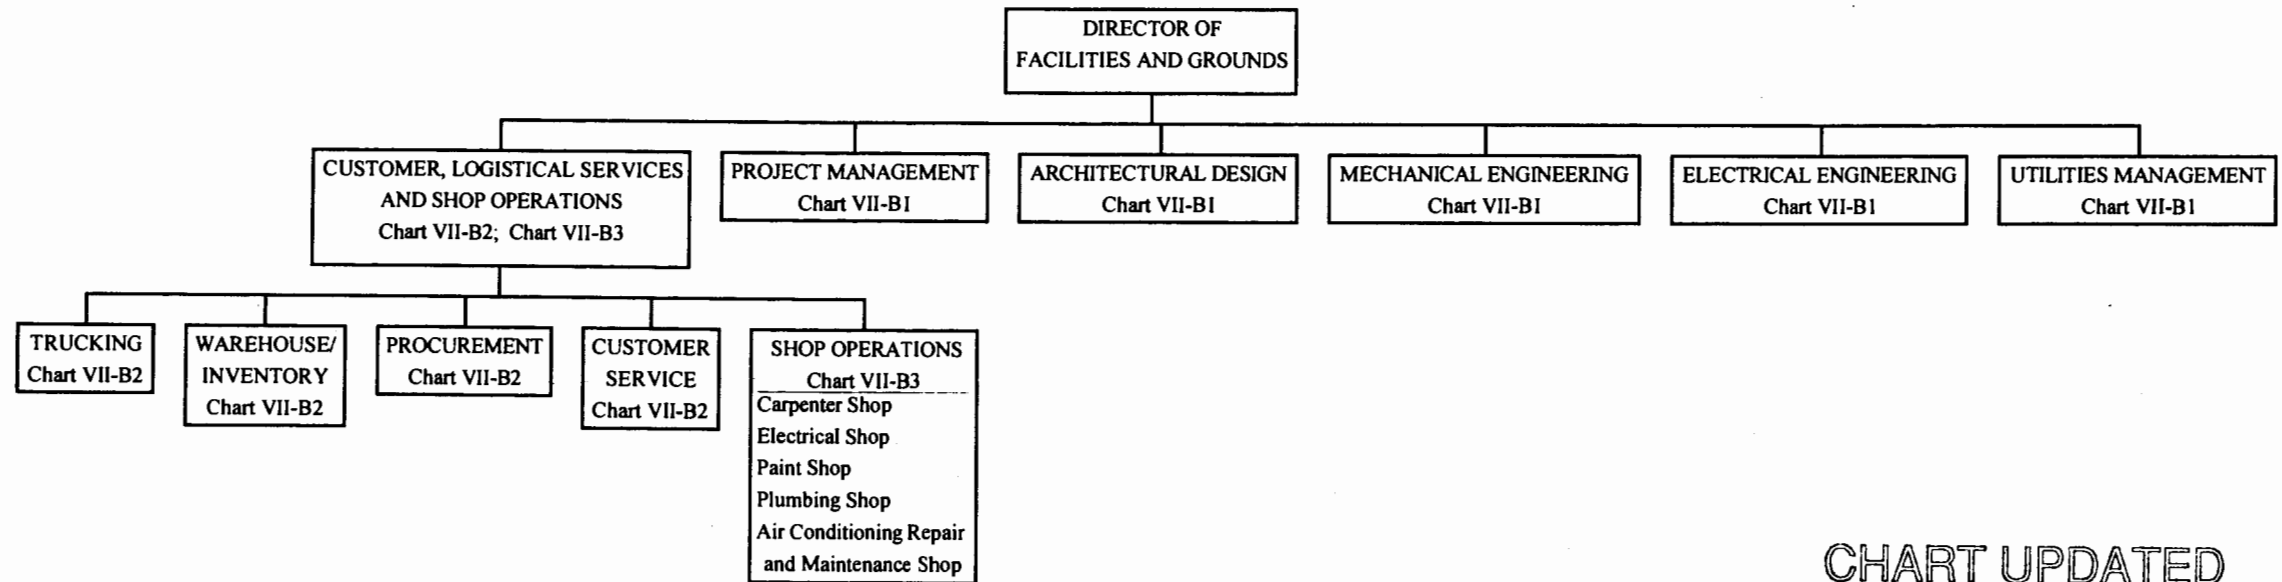 DIRECTOR OF
FACILITIES AND GROUNDS
CUSTOMER, LOGISTICAL SERVICES
AND SHOP OPERATIONS
Chart VII-B2; Chart VII-B3
PROJECT MANAGEMENT
Chart VII-B1
ARCHITECTURAL DESIGN
Chart VII-B1
MECHANICAL ENGINEERING
Chart VII-B1
ELECTRICAL ENGINEERING
Chart VII-B1
UTILITIES MANAGEMENT
Chart VII-B1
TRUCKING
Chart VII-B2
WAREHOUSE/
INVENTORY
Chart VII-B2
PROCUREMENT
Chart VII-B2
CUSTOMER
SERVICE
Chart VII-B2
SHOP OPERATIONS
Chart VII-B3
Carpenter Shop
Electrical Shop
Paint Shop
Plumbing Shop
Air Conditioning Repair
and Maintenance Shop
CHART UPDATED